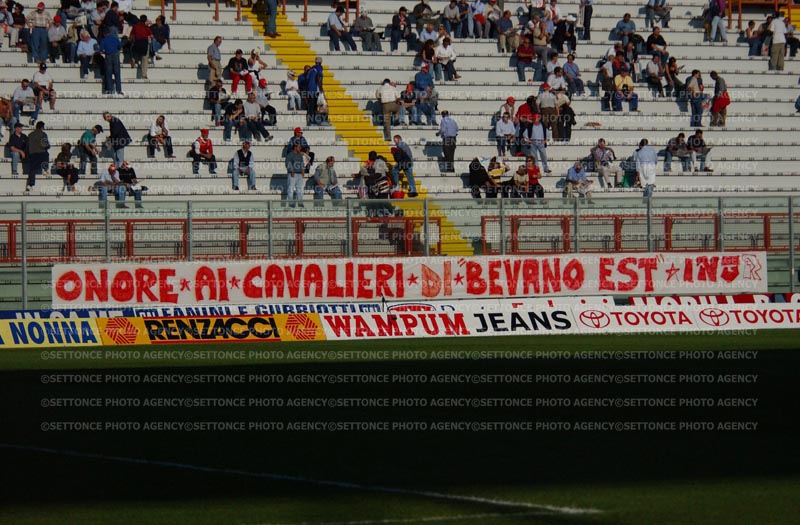 ONORE ★ AI ★ CAVALIERI ★ DI ★ BEVANO EST" ★ 1°NJ
NONNA RENZACCI WAMPUM JEANS TOYOTA TOYOTA
©SETTONCE PHOTO AGENCY©SETTONCE PHOTO AGENCY©SETTONCE PHOTO AGENCY©SETTONCE PHOTO AGENCY©SETTONCE PHOTO AGENCY
©SETTONCE PHOTO AGENCY©SETTONCE PHOTO AGENCY©SETTONCE PHOTO AGENCY©SETTONCE PHOTO AGENCY©SETTONCE PHOTO AGENCY
©SETTONCE PHOTO AGENCY©SETTONCE PHOTO AGENCY©SETTONCE PHOTO AGENCY©SETTONCE PHOTO AGENCY©SETTONCE PHOTO AGENCY
©SETTONCE PHOTO AGENCY©SETTONCE PHOTO AGENCY©SETTONCE PHOTO AGENCY©SETTONCE PHOTO AGENCY©SETTONCE PHOTO AGENCY